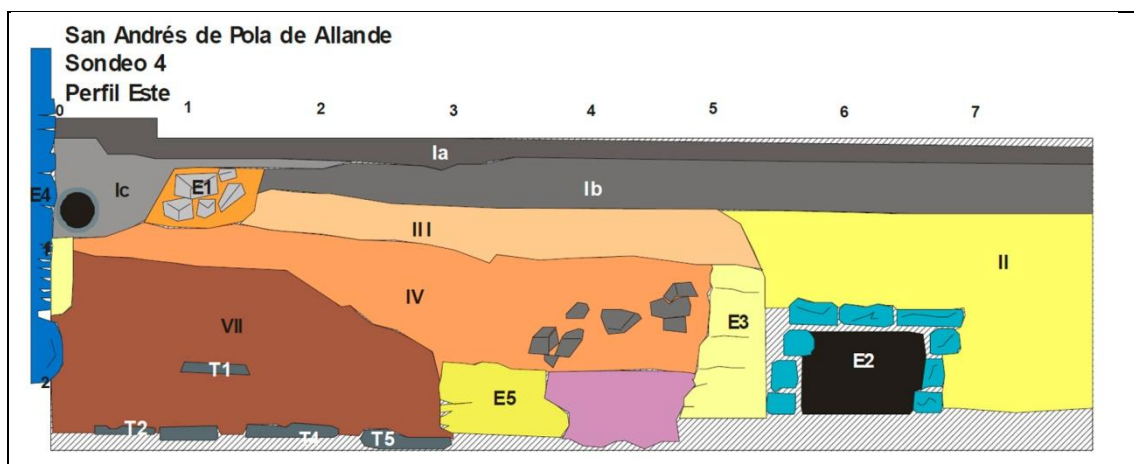 San Andrés de Pola de Allande
Sondeo 4
Perfil Este
0 1 2 3 4 5 6 7
Ia
Ic E1 Ib
E4
III
II
IV
VII E3
T1 E2
2
E5
T2 T4 T5